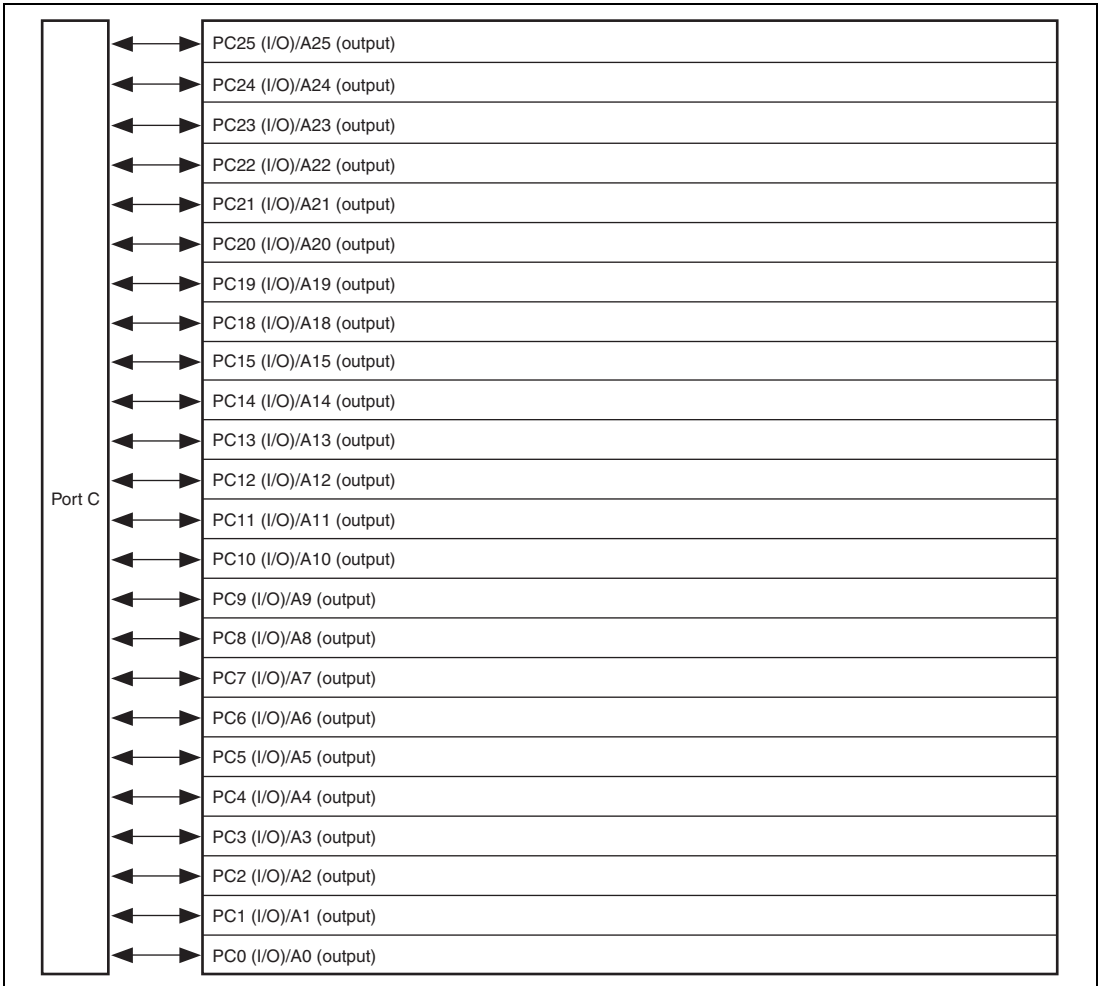 PC25 (I/O)/A25 (output)
PC24 (I/O)/A24 (output)
PC23 (I/O)/A23 (output)
PC22 (I/O)/A22 (output)
PC21 (I/O)/A21 (output)
PC20 (I/O)/A20 (output)
PC19 (I/O)/A19 (output)
PC18 (I/O)/A18 (output)
PC15 (I/O)/A15 (output)
PC14 (I/O)/A14 (output)
PC13 (I/O)/A13 (output)
PC12 (I/O)/A12 (output)
Port C
PC11 (I/O)/A11 (output)
PC10 (I/O)/A10 (output)
PC9 (I/O)/A9 (output)
PC8 (I/O)/A8 (output)
PC7 (I/O)/A7 (output)
PC6 (I/O)/A6 (output)
PC5 (I/O)/A5 (output)
PC4 (I/O)/A4 (output)
PC3 (I/O)/A3 (output)
PC2 (I/O)/A2 (output)
PC1 (I/O)/A1 (output)
PC0 (I/O)/A0 (output)